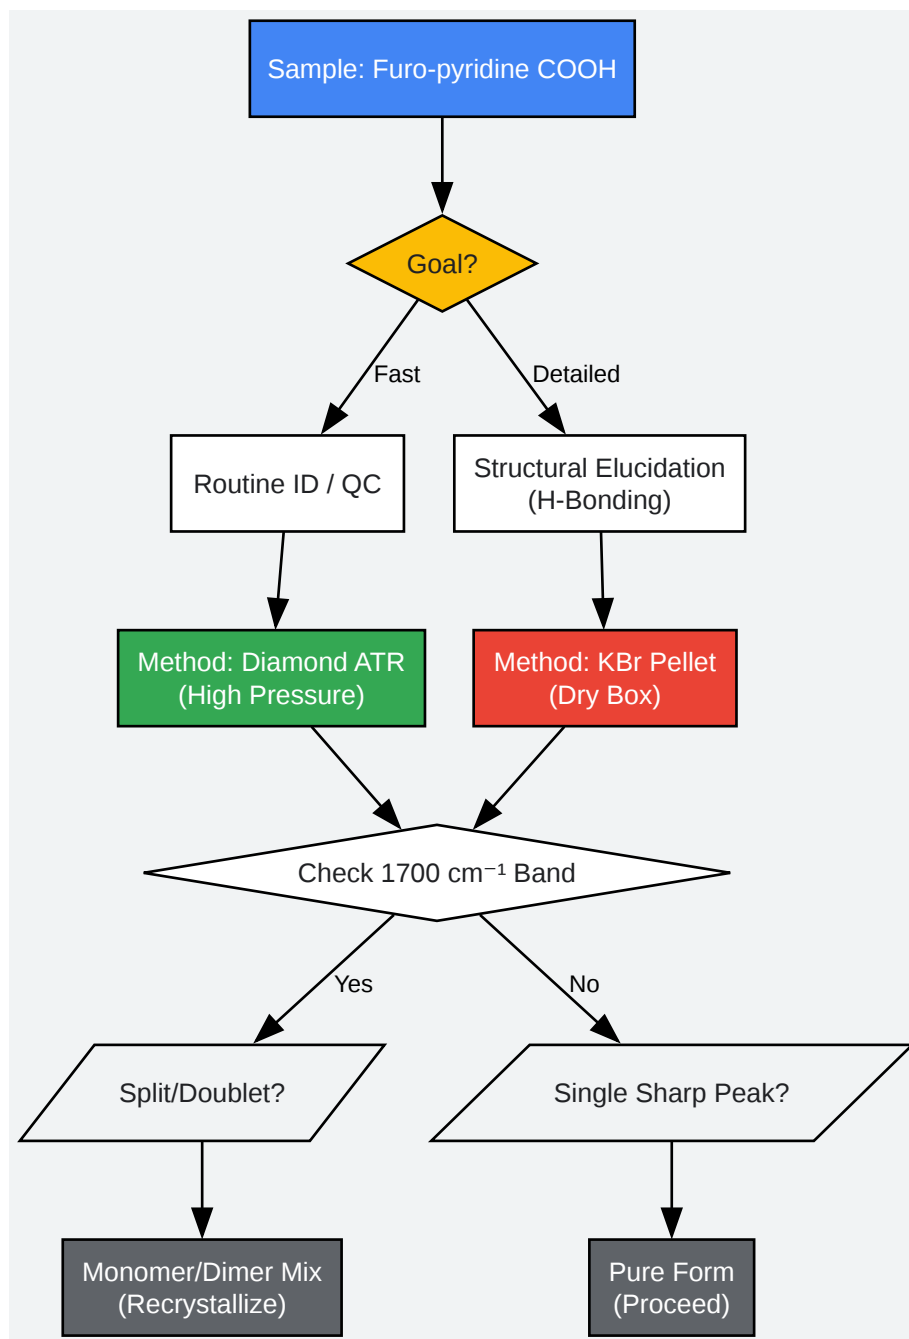 Sample: Furo-pyridine COOH
Goal?
Fast
Detailed
Routine ID / QC
Structural Elucidation
(H-Bonding)
Method: Diamond ATR
(High Pressure)
Method: KBr Pellet
(Dry Box)
Check 1700 cm⁻¹ Band
Yes
No
Split/Doublet?
Single Sharp Peak?
Monomer/Dimer Mix
(Recrystallize)
Pure Form
(Proceed)